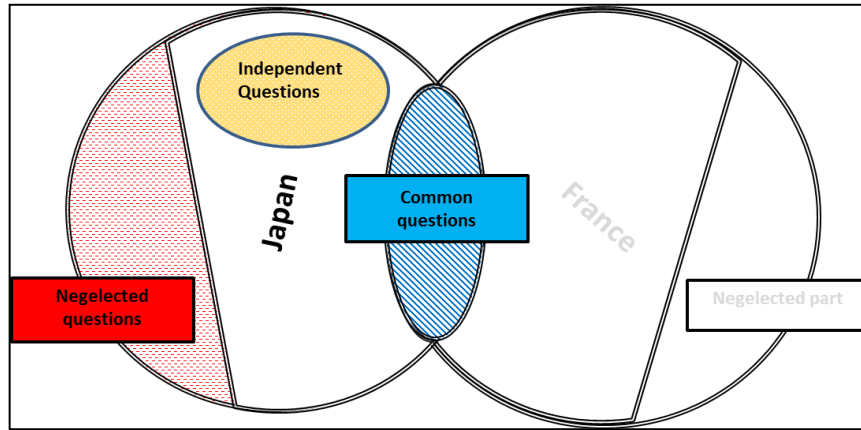 Independent
Questions
Japan
Common
questions
France
Negelected
questions
Negelected part